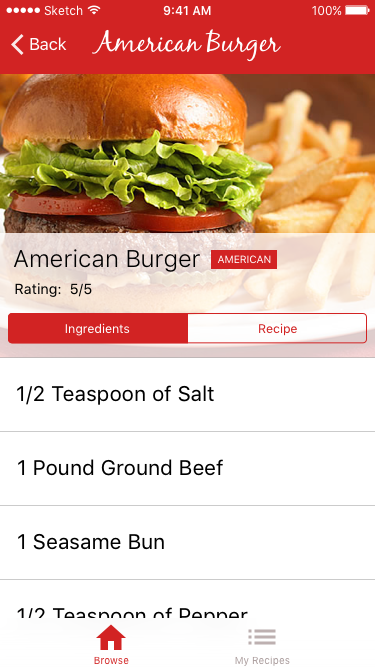 Sketch 9:41 AM 100%
Back American Burger
American Burger AMERICAN
Rating: 5/5
Ingredients Recipe
1/2 Teaspoon of Salt
1 Pound Ground Beef
1 Seasame Bun
1/2 Teaspoon of Pepper
Browse My Recipes